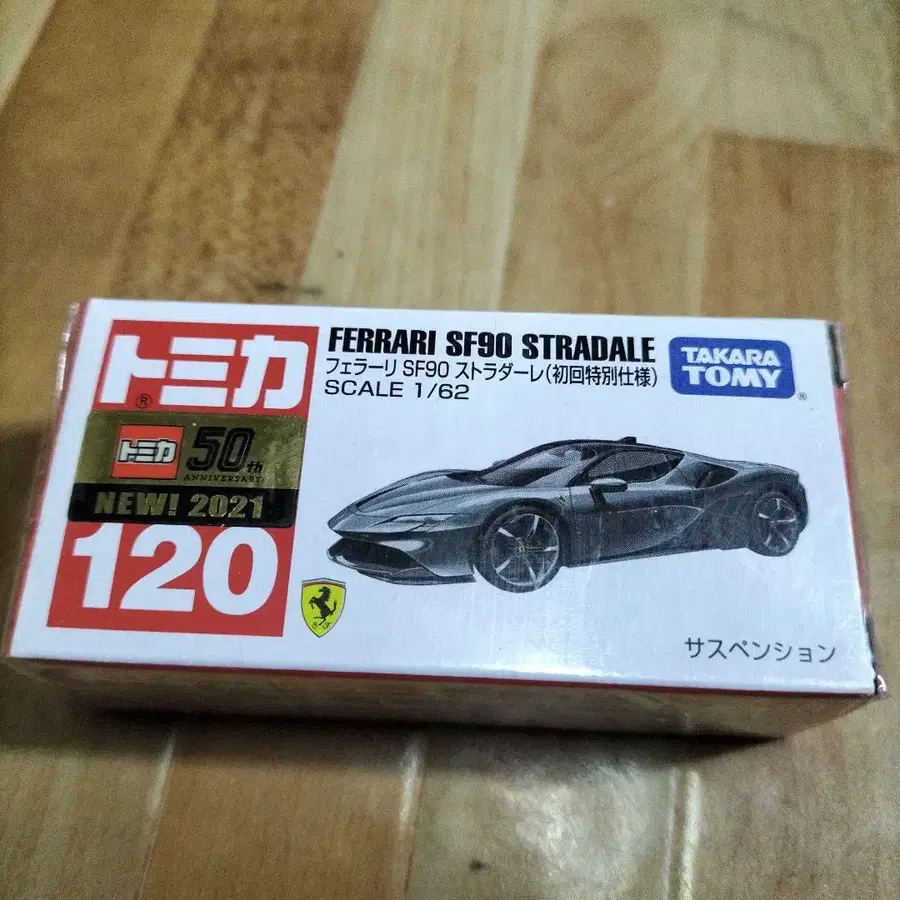 トミカ
®
トミカ 50th
ANNIVERSARY
NEW! 2021
120
FERRARI SF90 STRADALE
フェラーリ SF90 ストラダーレ(初回特別仕様)
SCALE 1/62
TAKARA
TOMY
®
S F
サスペンション